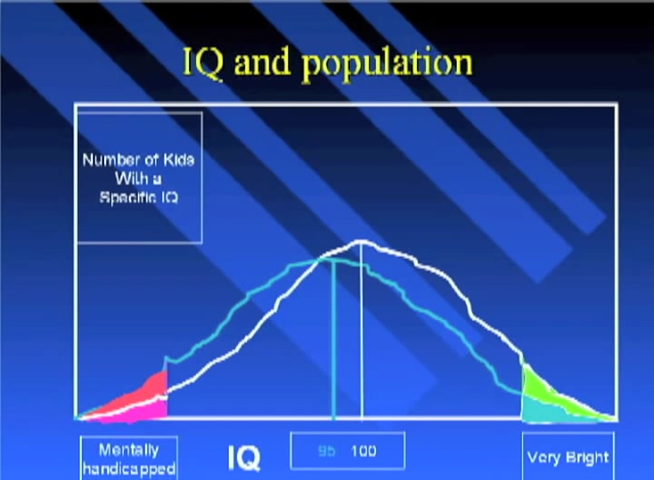 IQ and population
Number of Kids
With a
Specific IQ
Mentally
handicapped
IQ
95 100
Very Bright